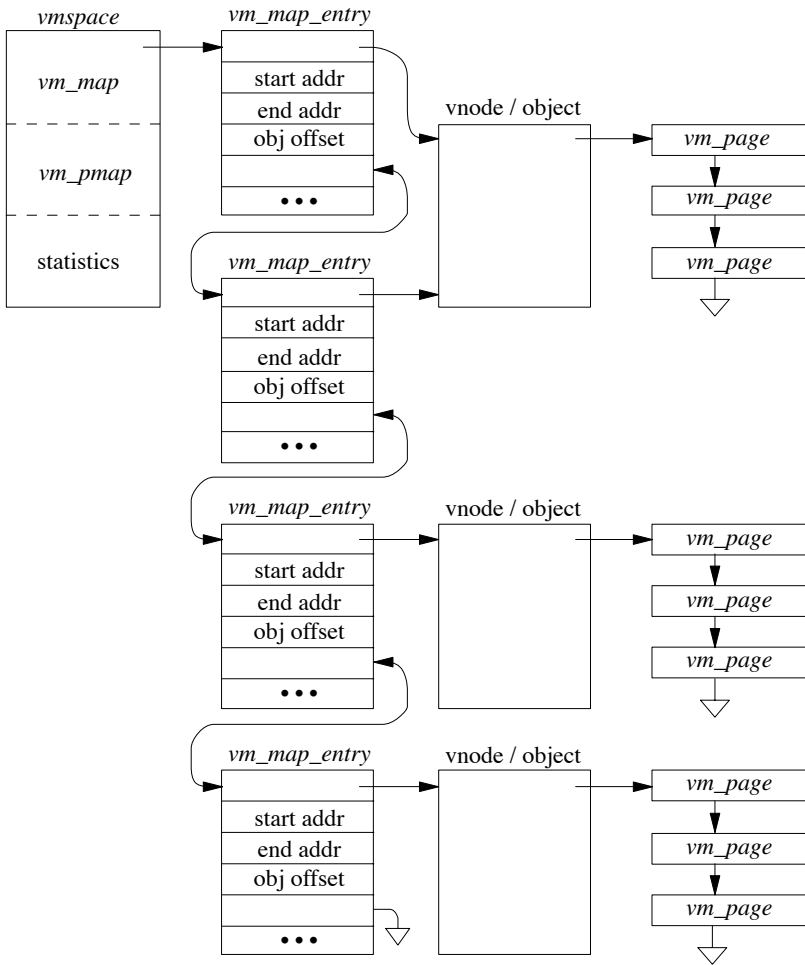 vmspace
vm_map
vm_pmap
statistics
vm_map_entry
start addr
end addr
obj offset
•••
vnode / object
vm_page
vm_page
vm_page
vm_map_entry
start addr
end addr
obj offset
•••
vm_map_entry
start addr
end addr
obj offset
•••
vnode / object
vm_page
vm_page
vm_page
vm_map_entry
start addr
end addr
obj offset
•••
vnode / object
vm_page
vm_page
vm_page